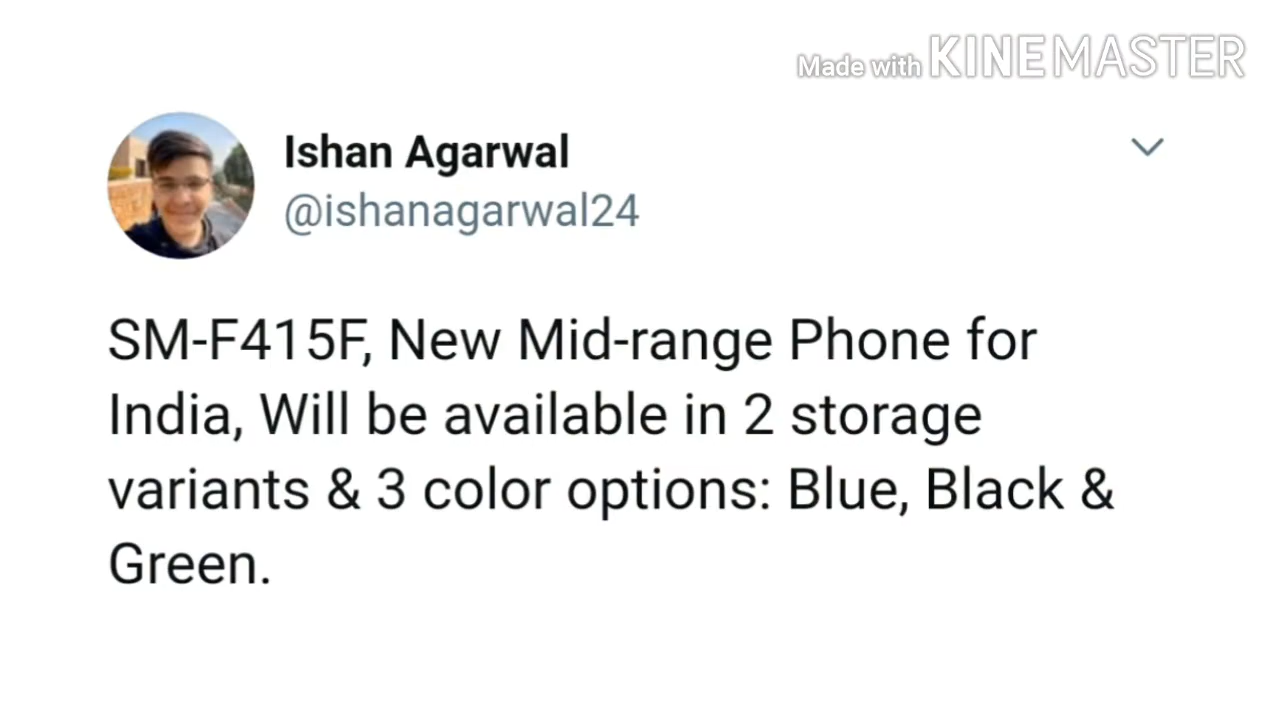 Made with KINEMASTER
Ishan Agarwal
@ishanagarwal24
SM-F415F, New Mid-range Phone for
India, Will be available in 2 storage
variants & 3 color options: Blue, Black &
Green.